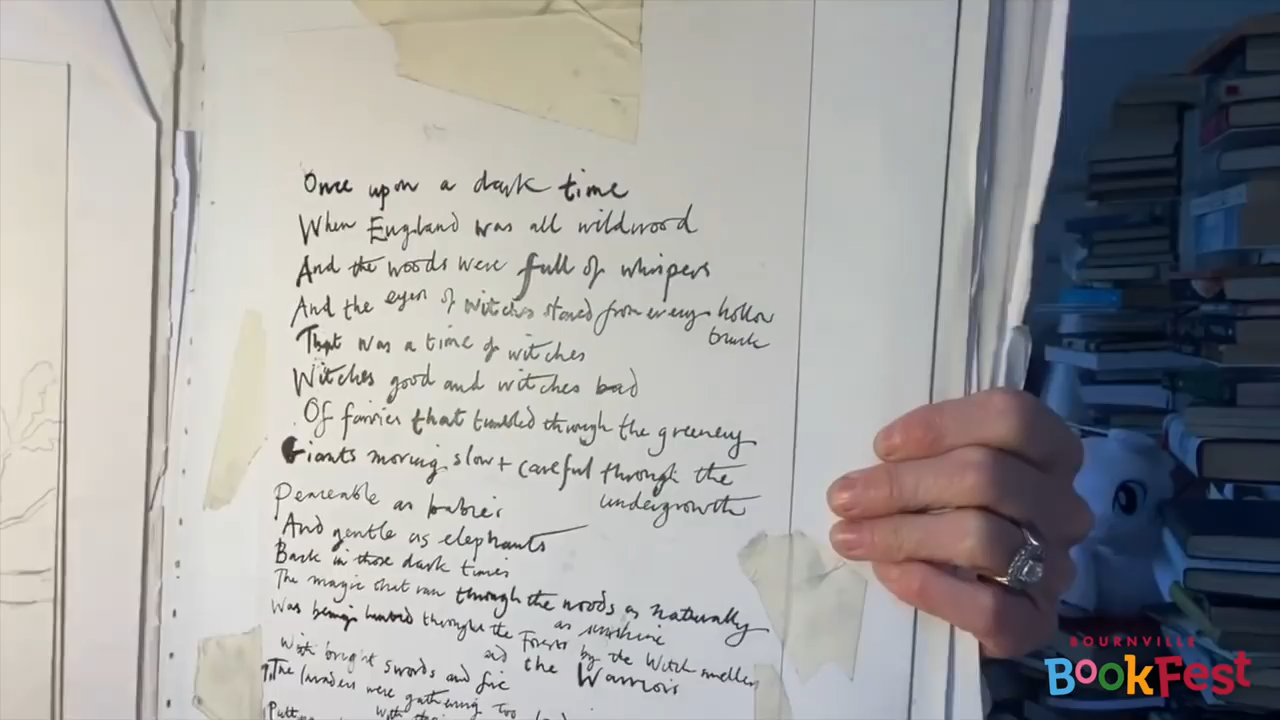 Once upon a dark time
When England was all wildwood
And the woods were full of whispers
And the eyes of witches stared from every hollow
trunk
That was a time of witches
Witches good and witches bad
Of fairies that tumbled through the greenery
Giants moving slow + careful through the
undergrowth
Peaceable as babies
And gentle as elephants
Back in those dark times
The magic that ran through the woods as naturally
as sunshine
Was being hunted through the Forests by the Witch smellers
and the Warriors
With bright swords and fire
The Invaders were gathering too
with
BOURNVILLE
BOOKFEST